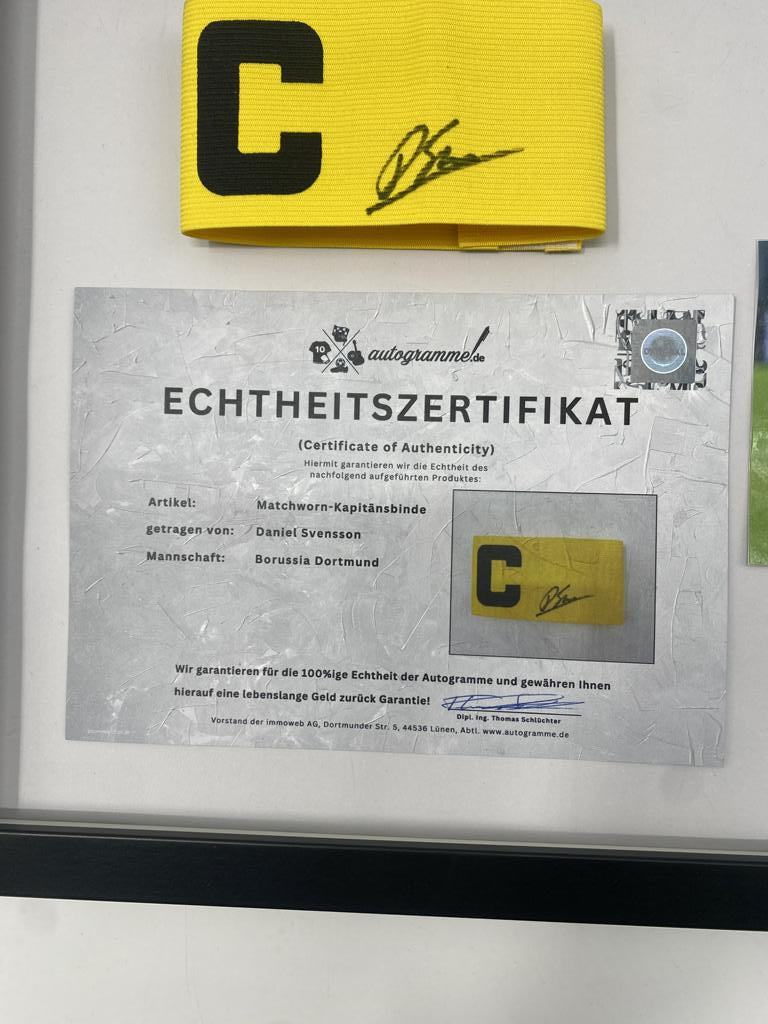 C
10
autogramme!.de
ECHTHEITSZERTIFIKAT
(Certificate of Authenticity)
Hiermit garantieren wir die Echtheit des
nachfolgend aufgeführten Produktes:
Artikel: Matchworn-Kapitänsbinde
getragen von: Daniel Svensson
Mannschaft: Borussia Dortmund
C
Wir garantieren für die 100%ige Echtheit der Autogramme und gewähren Ihnen
hierauf eine lebenslange Geld zurück Garantie!
Dipl. Ing. Thomas Schlüchter
Vorstand der immoweb AG, Dortmunder Str. 5, 44536 Lünen, Abtl. www.autogramme.de